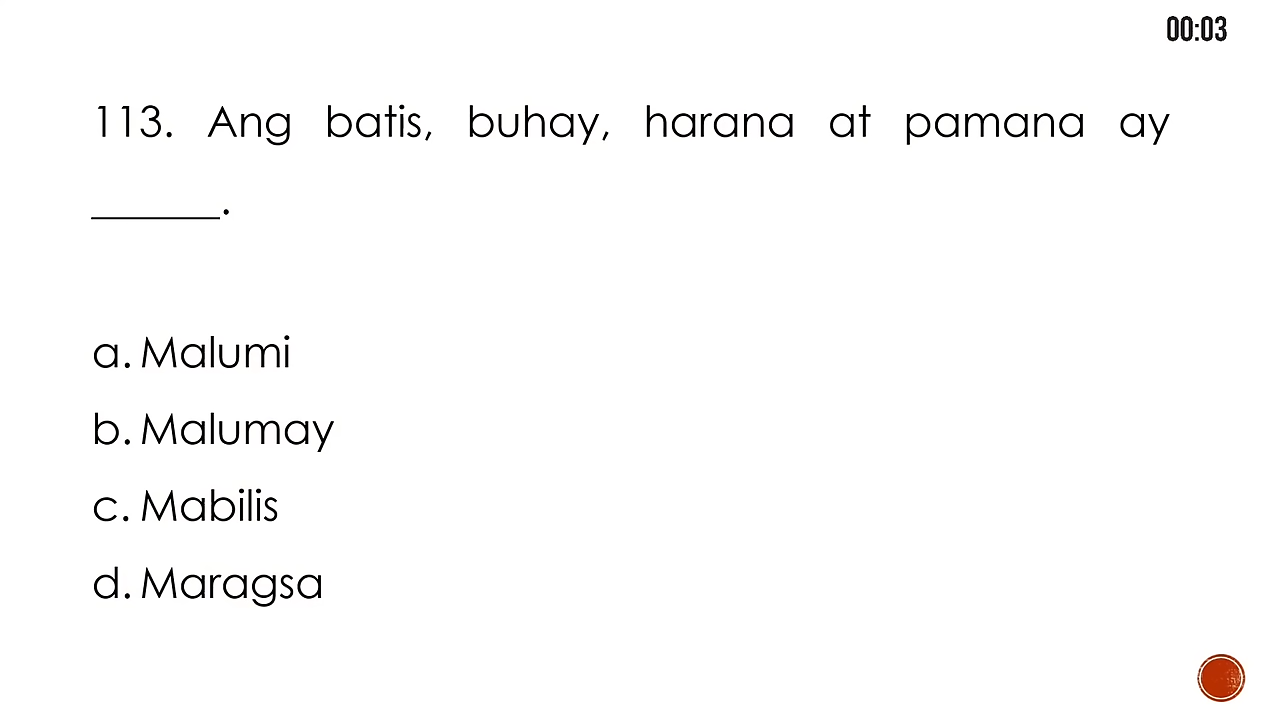 00:03
113. Ang batis, buhay, harana at pamana ay
______.
a. Malumi
b. Malumay
c. Mabilis
d. Maragsa